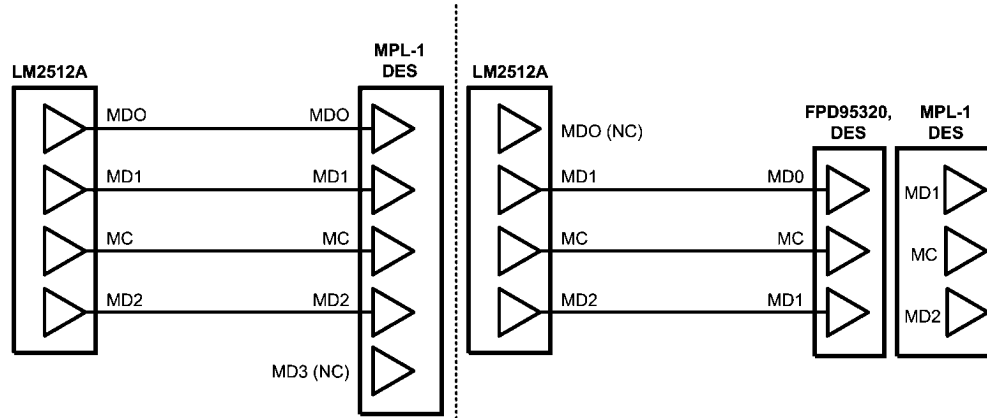 LM2512A
MPL-1
DES
MDO
MDO
MD1
MD1
MC
MC
MD2
MD2
MD3 (NC)
LM2512A
FPD95320,
DES
MPL-1
DES
MDO (NC)
MD1
MD0
MD1
MC
MC
MC
MD2
MD1
MD2